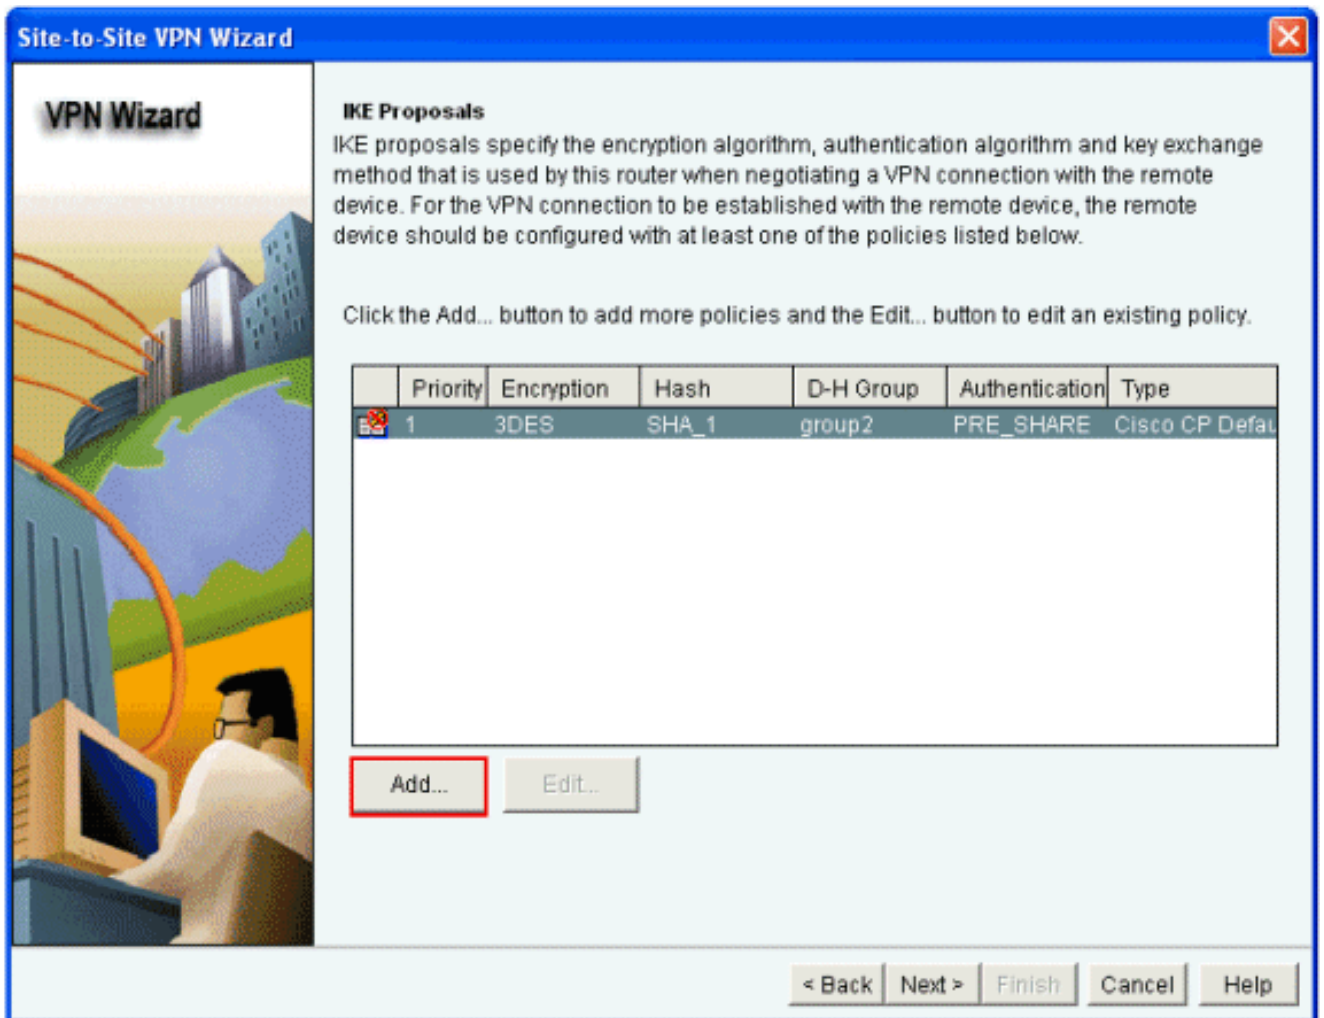 Site-to-Site VPN Wizard
VPN Wizard
IKE Proposals
IKE proposals specify the encryption algorithm, authentication algorithm and key exchange
method that is used by this router when negotiating a VPN connection with the remote
device. For the VPN connection to be established with the remote device, the remote
device should be configured with at least one of the policies listed below.
Click the Add... button to add more policies and the Edit... button to edit an existing policy.
Priority Encryption Hash D-H Group Authentication Type
1 3DES SHA_1 group2 PRE_SHARE Cisco CP Defau
Add... Edit...
< Back Next > Finish Cancel Help